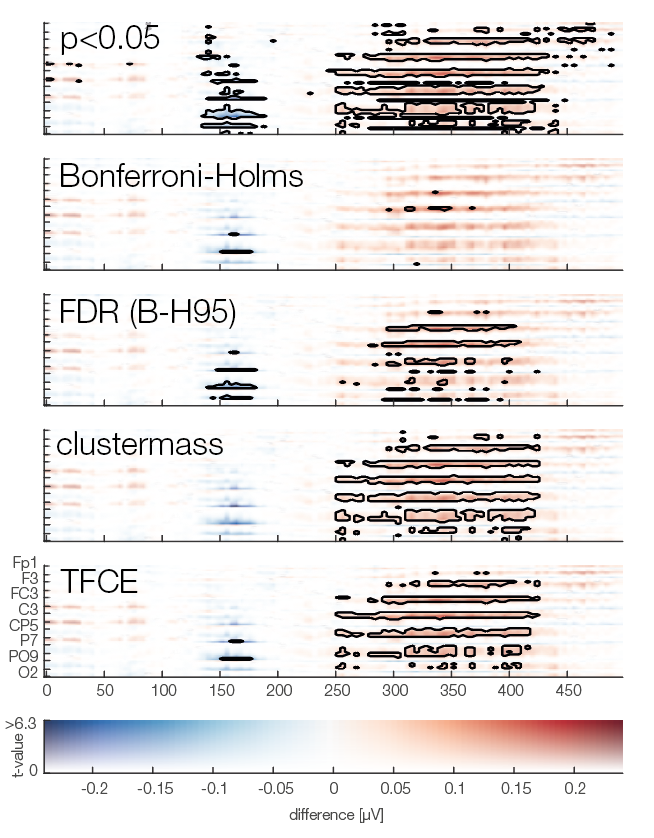 p<0.05
Bonferroni-Holms
FDR (B-H95)
clustermass
TFCE
Fp1
F3
FC3
C3
CP5
P7
PO9
O2
0 50 100 150 200 250 300 350 400 450
>6.3
t-value
0
-0.2 -0.15 -0.1 -0.05 0 0.05 0.1 0.15 0.2
difference [µV]